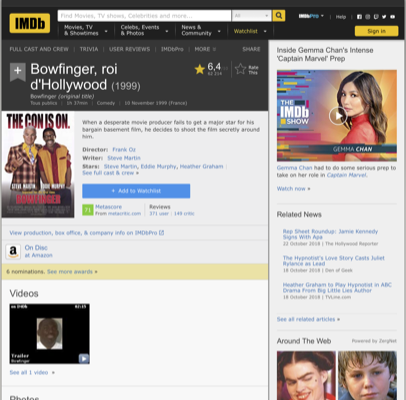 IMDb
Find Movies, TV shows, Celebrities and more...
All
IMDbPro
Help
Movies, TV
& Showtimes
Celebs, Events
& Photos
News &
Community
Watchlist
Sign in
FULL CAST AND CREW | TRIVIA | USER REVIEWS | IMDbPro | MORE
SHARE
Bowfinger, roi
d'Hollywood (1999)
Bowfinger (original title)
Tous publics | 1h 37min | Comedy | 10 November 1999 (France)
6,4
Rate
This
THE CON IS ON.
When a desperate movie producer fails to get a major star for his
bargain basement film, he decides to shoot the film secretly around
him.
Director: Frank Oz
Writer: Steve Martin
Stars: Steve Martin, Eddie Murphy, Heather Graham |
See full cast & crew »
+ Add to Watchlist
71
Metascore
From metacritic.com
Reviews
371 user | 149 critic
View production, box office, & company info on IMDbPro
a
On Disc
at Amazon
6 nominations. See more awards »
Videos
on IMDb
02:25
Trailer
See all 1 video »
Photos
Inside Gemma Chan's Intense
'Captain Marvel' Prep
THE
IMDb
SHOW
GEMMA CHAN
Gemma Chan had to do some serious prep to
take on her role in Captain Marvel.
Watch now »
Related News
Rep Sheet Roundup: Jamie Kennedy
Signs With Apa
22 October 2018 | The Hollywood Reporter
The Hypnotist's Love Story Casts Juliet
Rylance as Lead
18 October 2018 | Den of Geek
Heather Graham to Play Hypnotist in ABC
Drama From Big Little Lies Author
18 October 2018 | TVLine.com
See all related articles »
Around The Web
Powered by ZergNet